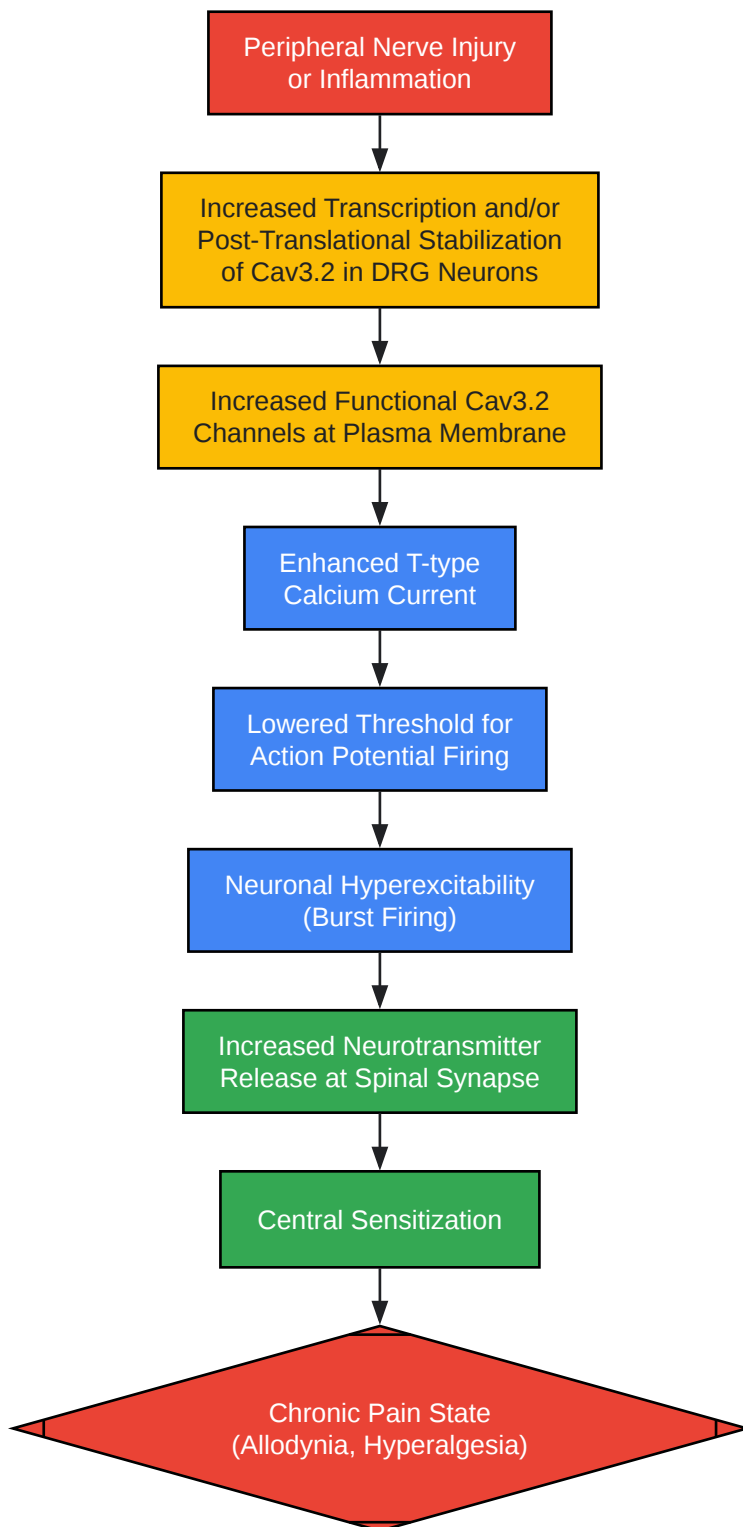 Peripheral Nerve Injury
or Inflammation
Increased Transcription and/or
Post-Translational Stabilization
of Cav3.2 in DRG Neurons
Increased Functional Cav3.2
Channels at Plasma Membrane
Enhanced T-type
Calcium Current
Lowered Threshold for
Action Potential Firing
Neuronal Hyperexcitability
(Burst Firing)
Increased Neurotransmitter
Release at Spinal Synapse
Central Sensitization
Chronic Pain State
(Allodynia, Hyperalgesia)